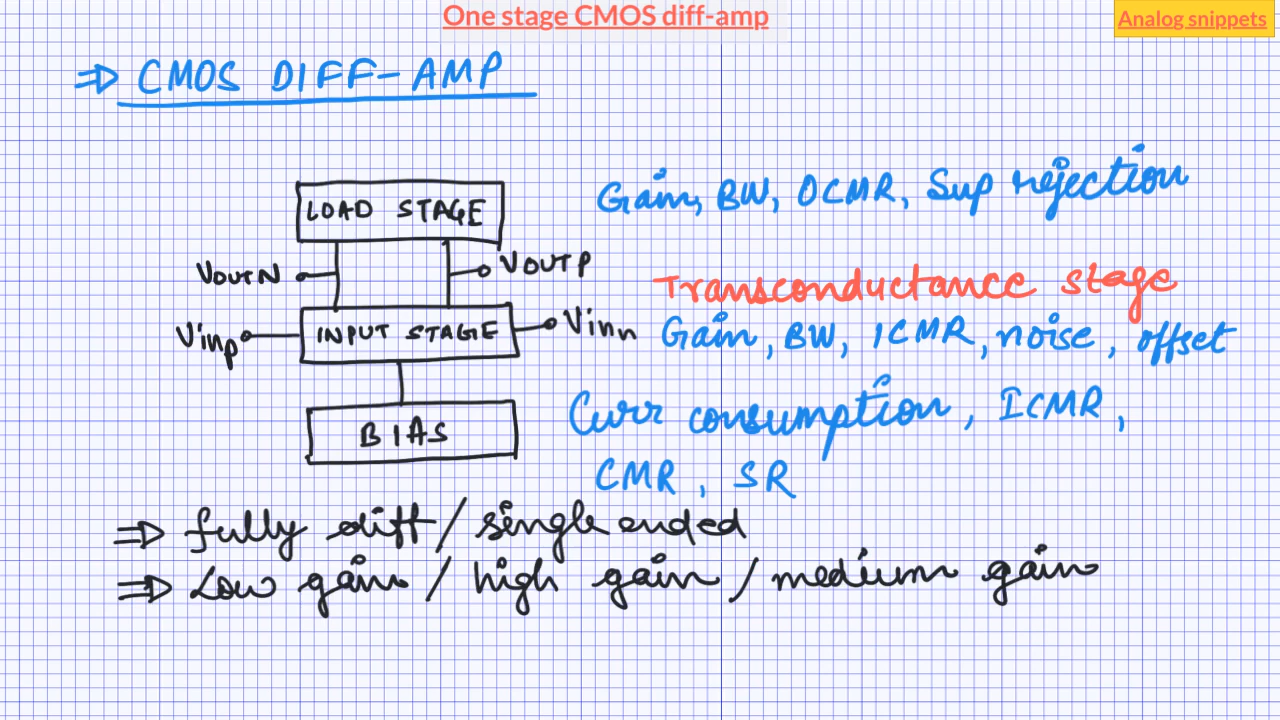 One stage CMOS diff-amp
Analog snippets
⇒ CMOS DIFF-AMP
LOAD STAGE
Gain, BW, OCMR, Sup rejection
VOUTN
VOUTP
Transconductance stage
Vinp
INPUT STAGE
Vinn
Gain, BW, ICMR, noise, offset
BIAS
Curr consumption, ICMR,
CMR, SR
⇒ fully diff/single ended
⇒ Low gain/high gain/medium gain